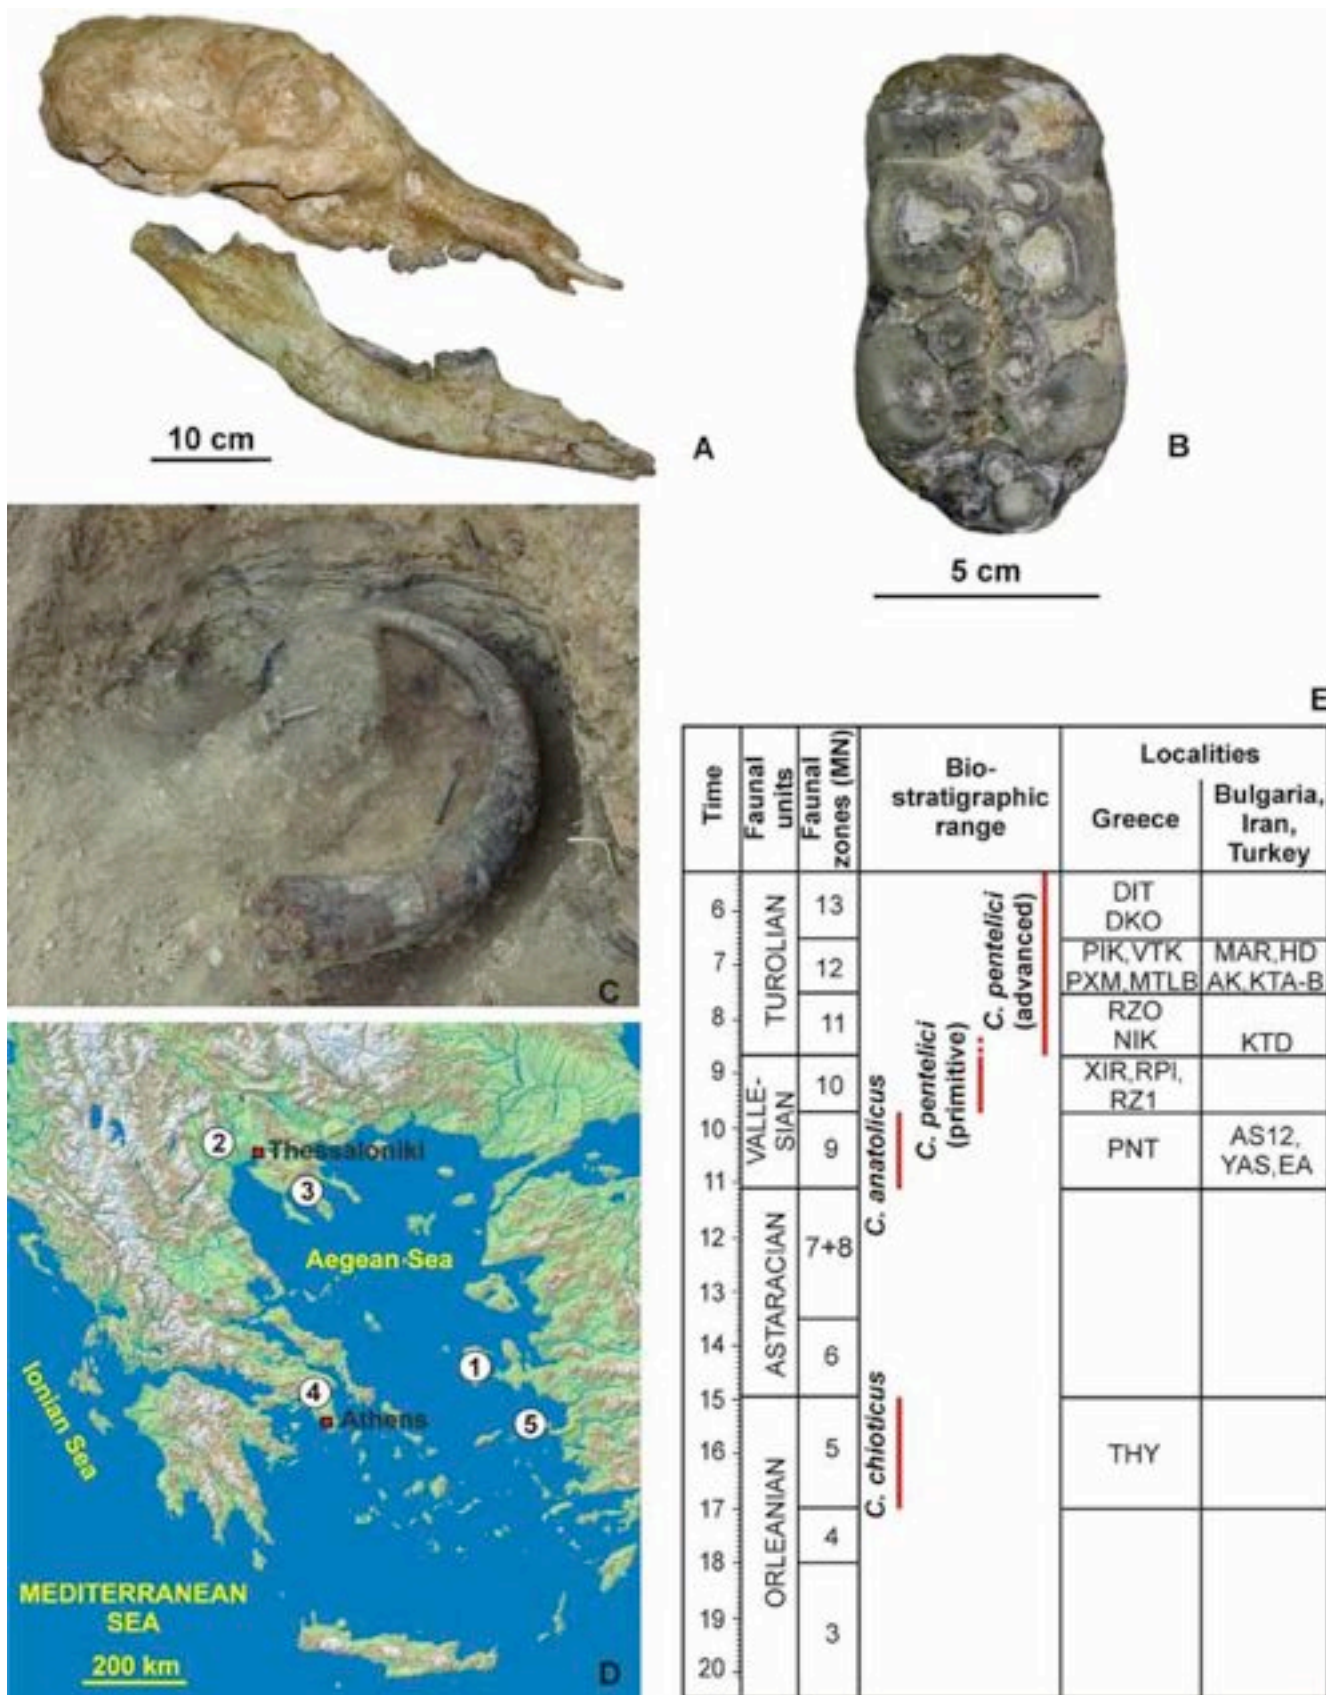 10 cm
A
B
5 cm
C
2
Thessaloniki
3
Aegean Sea
1
4
Athens
5
Ionian Sea
MEDITERRANEAN
SEA
200 km
D
E
Time
Faunal
units
Faunal
zones (MN)
Bio-
stratigraphic
range
Localities
Greece
Bulgaria,
Iran,
Turkey
6
7
8
9
10
11
12
13
14
15
16
17
18
19
20
TUROLIAN
VALLE-
SIAN
ASTARACIAN
ORLEANIAN
13
12
11
10
9
7+8
6
5
4
3
C. pentelici
(advanced)
C. pentelici
(primitive)
C. anatolicus
C. chioticus
DIT
DKO
PIK,VTK
MAR,HD
PXM,MTLB
AK,KTA-B
RZO
NIK
KTD
XIR,RPI,
RZ1
PNT
AS12,
YAS,EA
THY